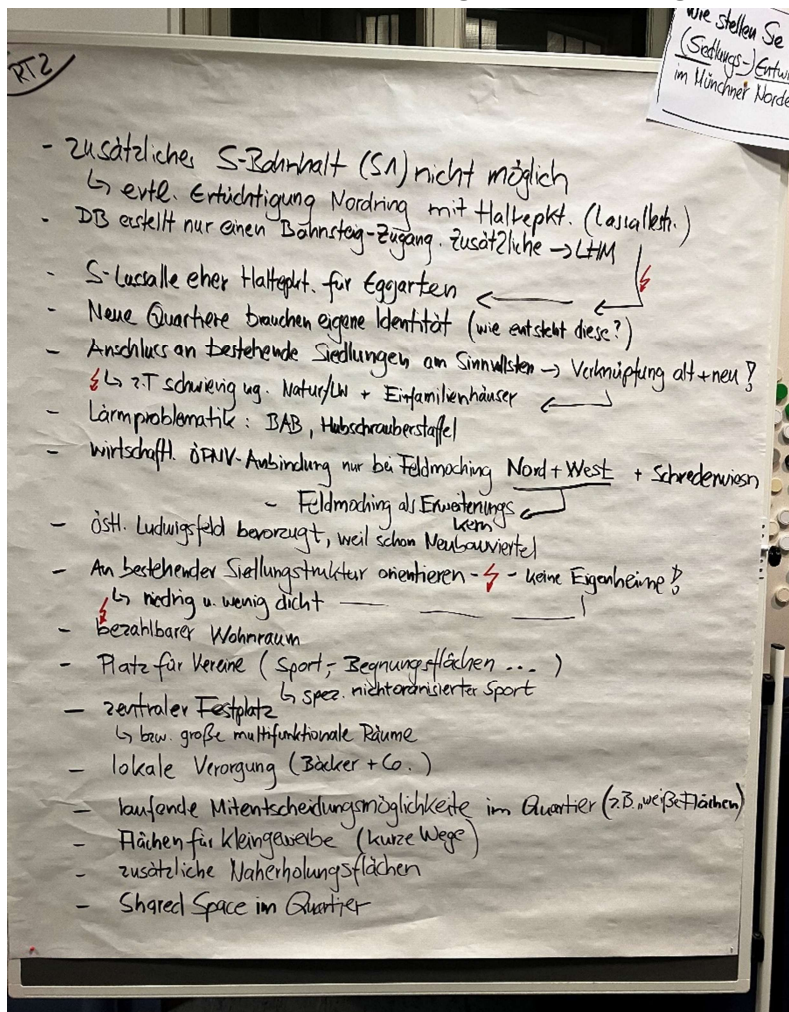 RT2
Wie stellen Sie
(Siedlungs-) Entwi
im Münchner Norde
- zusätzlicher S-Bahnhalt (S1) nicht möglich
↳ evtl. Ertüchtigung Nordring mit Haltepkt. (Lassallestr.)
- DB erstellt nur einen Bahnsteig-Zugang. Zusätzliche → LHM
- S-Lassalle eher Haltepkt. für Eggarten ←
- Neue Quartiere brauchen eigene Identität (wie entsteht diese?)
- Anschluss an bestehende Siedlungen am Sinnvllsten → Verknüpfung alt + neu!
↳ z.T schwierig wg. Natur/LW + Einfamilienhäuser ←
- Lärmproblematik: BAB, Hubschrauberstaffel
- wirtschaftl. ÖPNV-Anbindung nur bei Feldmoching Nord + West + Schrederwiesn
- Feldmoching als Erweiterungs
kern
- östl. Ludwigsfeld bevorzugt, weil schon Neubauviertel
- An bestehender Siedlungstruktur orientieren - - keine Eigenheime!
↳ niedrig u. wenig dicht
- bezahlbarer Wohnraum
- Platz für Vereine (Sport,- Begnungsflächen ... )
↳ spez. nichtoranisierter Sport
- zentraler Festplatz
↳ bzw. große multifunktionale Räume
- lokale Verorgung (Bäcker + Co.)
- laufende Mitentscheidungsmöglichkeite im Quartier (z.B. „weiße Flächen)
- Flächen für Kleingewerbe (kurze Wege)
- zusätzliche Naherholungsflächen
- Shared Space im Quartier